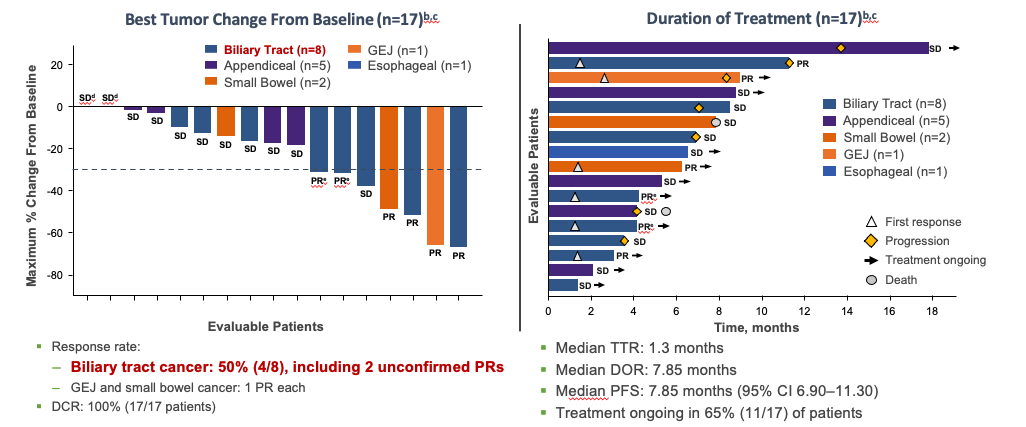 Best Tumor Change From Baseline (n=17)b,c
Biliary Tract (n=8)
GEJ (n=1)
Appendiceal (n=5)
Esophageal (n=1)
Small Bowel (n=2)
Maximum % Change From Baseline
20
0
-20
-40
-60
-80
SDd SDd SD SD SD SD SD SD SD SD PRe PRe SD PR PR PR PR
Evaluable Patients
Response rate:
Biliary tract cancer: 50% (4/8), including 2 unconfirmed PRs
GEJ and small bowel cancer: 1 PR each
DCR: 100% (17/17 patients)
Duration of Treatment (n=17)b,c
Evaluable Patients
SD
PR
PR
SD
SD
SD
SD
SD
PR
SD
PRe
SD
PRe
SD
PR
SD
SD
Biliary Tract (n=8)
Appendiceal (n=5)
Small Bowel (n=2)
GEJ (n=1)
Esophageal (n=1)
First response
Progression
Treatment ongoing
Death
0 2 4 6 8 10 12 14 16 18
Time, months
Median TTR: 1.3 months
Median DOR: 7.85 months
Median PFS: 7.85 months (95% CI 6.90–11.30)
Treatment ongoing in 65% (11/17) of patients